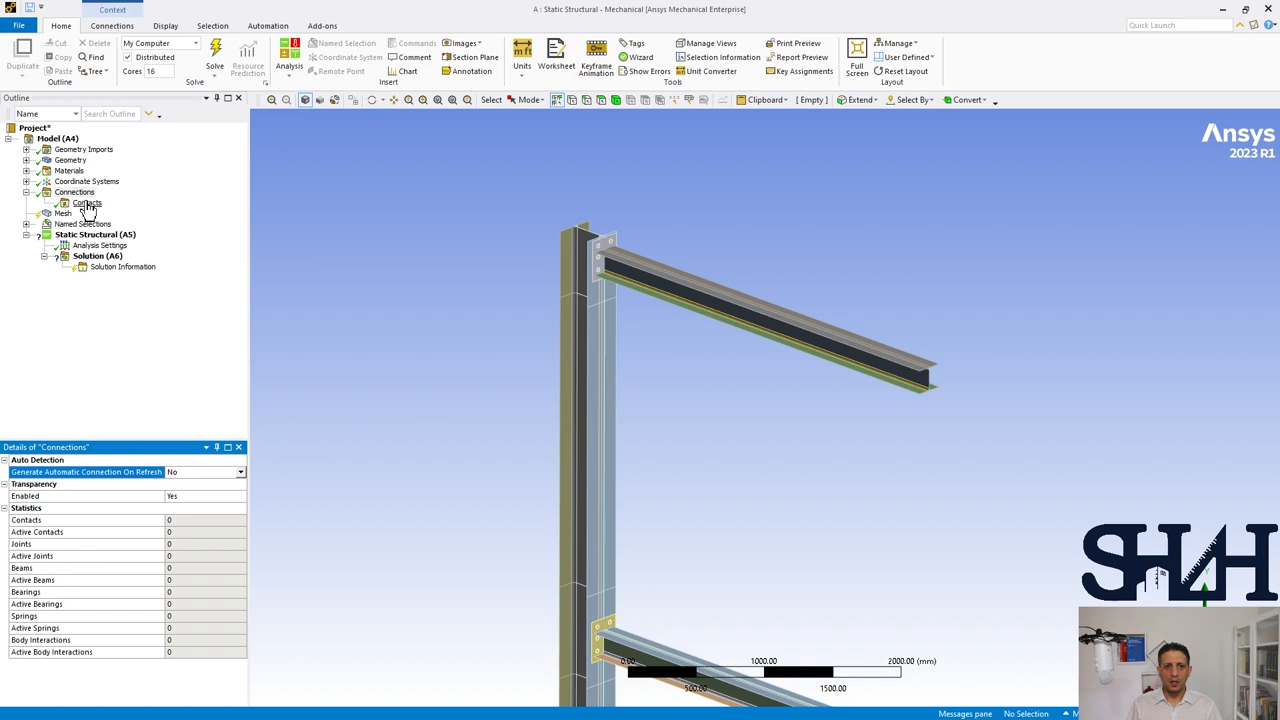 Context
A : Static Structural - Mechanical [Ansys Mechanical Enterprise]
File Home Connections Display Selection Automation Add-ons Quick Launch
Duplicate
Cut Delete
Copy Find
Paste Tree
Outline
My Computer
Distributed
Cores 16
Solve
Resource Prediction
Solve
Analysis
Named Selection
Coordinate System
Remote Point
Commands
Comment
Chart
Images
Section Plane
Annotation
Insert
Units
Worksheet
Keyframe Animation
Tags
Wizard
Show Errors
Manage Views
Selection Information
Unit Converter
Print Preview
Report Preview
Key Assignments
Tools
Full Screen
Manage
User Defined
Reset Layout
Layout
Outline
Name Search Outline
Select Mode Clipboard [ Empty ] Extend Select By Convert
Project*
Model (A4)
Geometry Imports
Geometry
Materials
Coordinate Systems
Connections
Contacts
Mesh
Named Selections
Static Structural (A5)
Analysis Settings
Solution (A6)
Solution Information
Ansys
2023 R1
Details of "Connections"
Auto Detection
Generate Automatic Connection On Refresh No
Transparency
Enabled Yes
Statistics
Contacts 0
Active Contacts 0
Joints 0
Active Joints 0
Beams 0
Active Beams 0
Bearings 0
Active Bearings 0
Springs 0
Active Springs 0
Body Interactions 0
Active Body Interactions 0
0.00 1000.00 2000.00 (mm)
500.00 1500.00
Messages pane No Selection